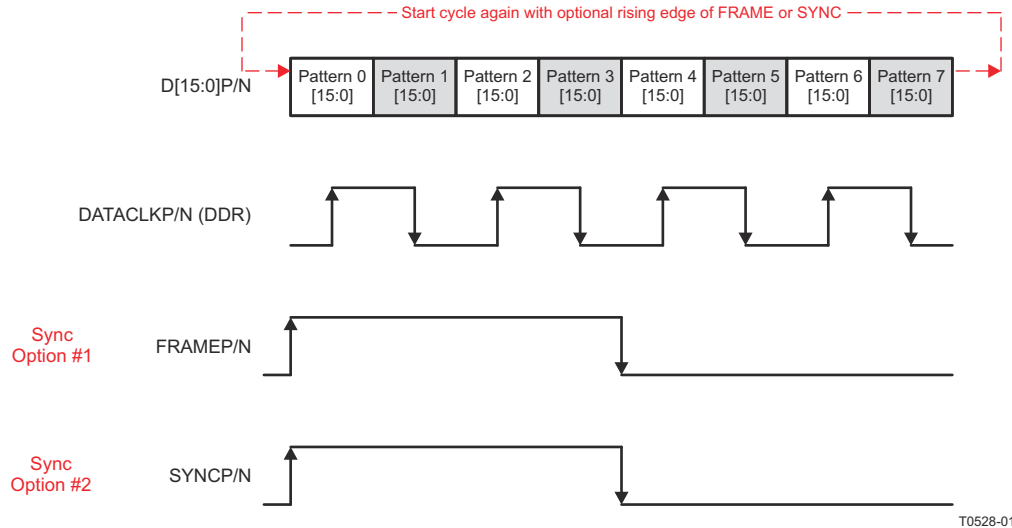 Start cycle again with optional rising edge of FRAME or SYNC
D[15:0]P/N
Pattern 0 [15:0]
Pattern 1 [15:0]
Pattern 2 [15:0]
Pattern 3 [15:0]
Pattern 4 [15:0]
Pattern 5 [15:0]
Pattern 6 [15:0]
Pattern 7 [15:0]
DATACLKP/N (DDR)
Sync
Option #1
FRAMEP/N
Sync
Option #2
SYNCP/N
T0528-01